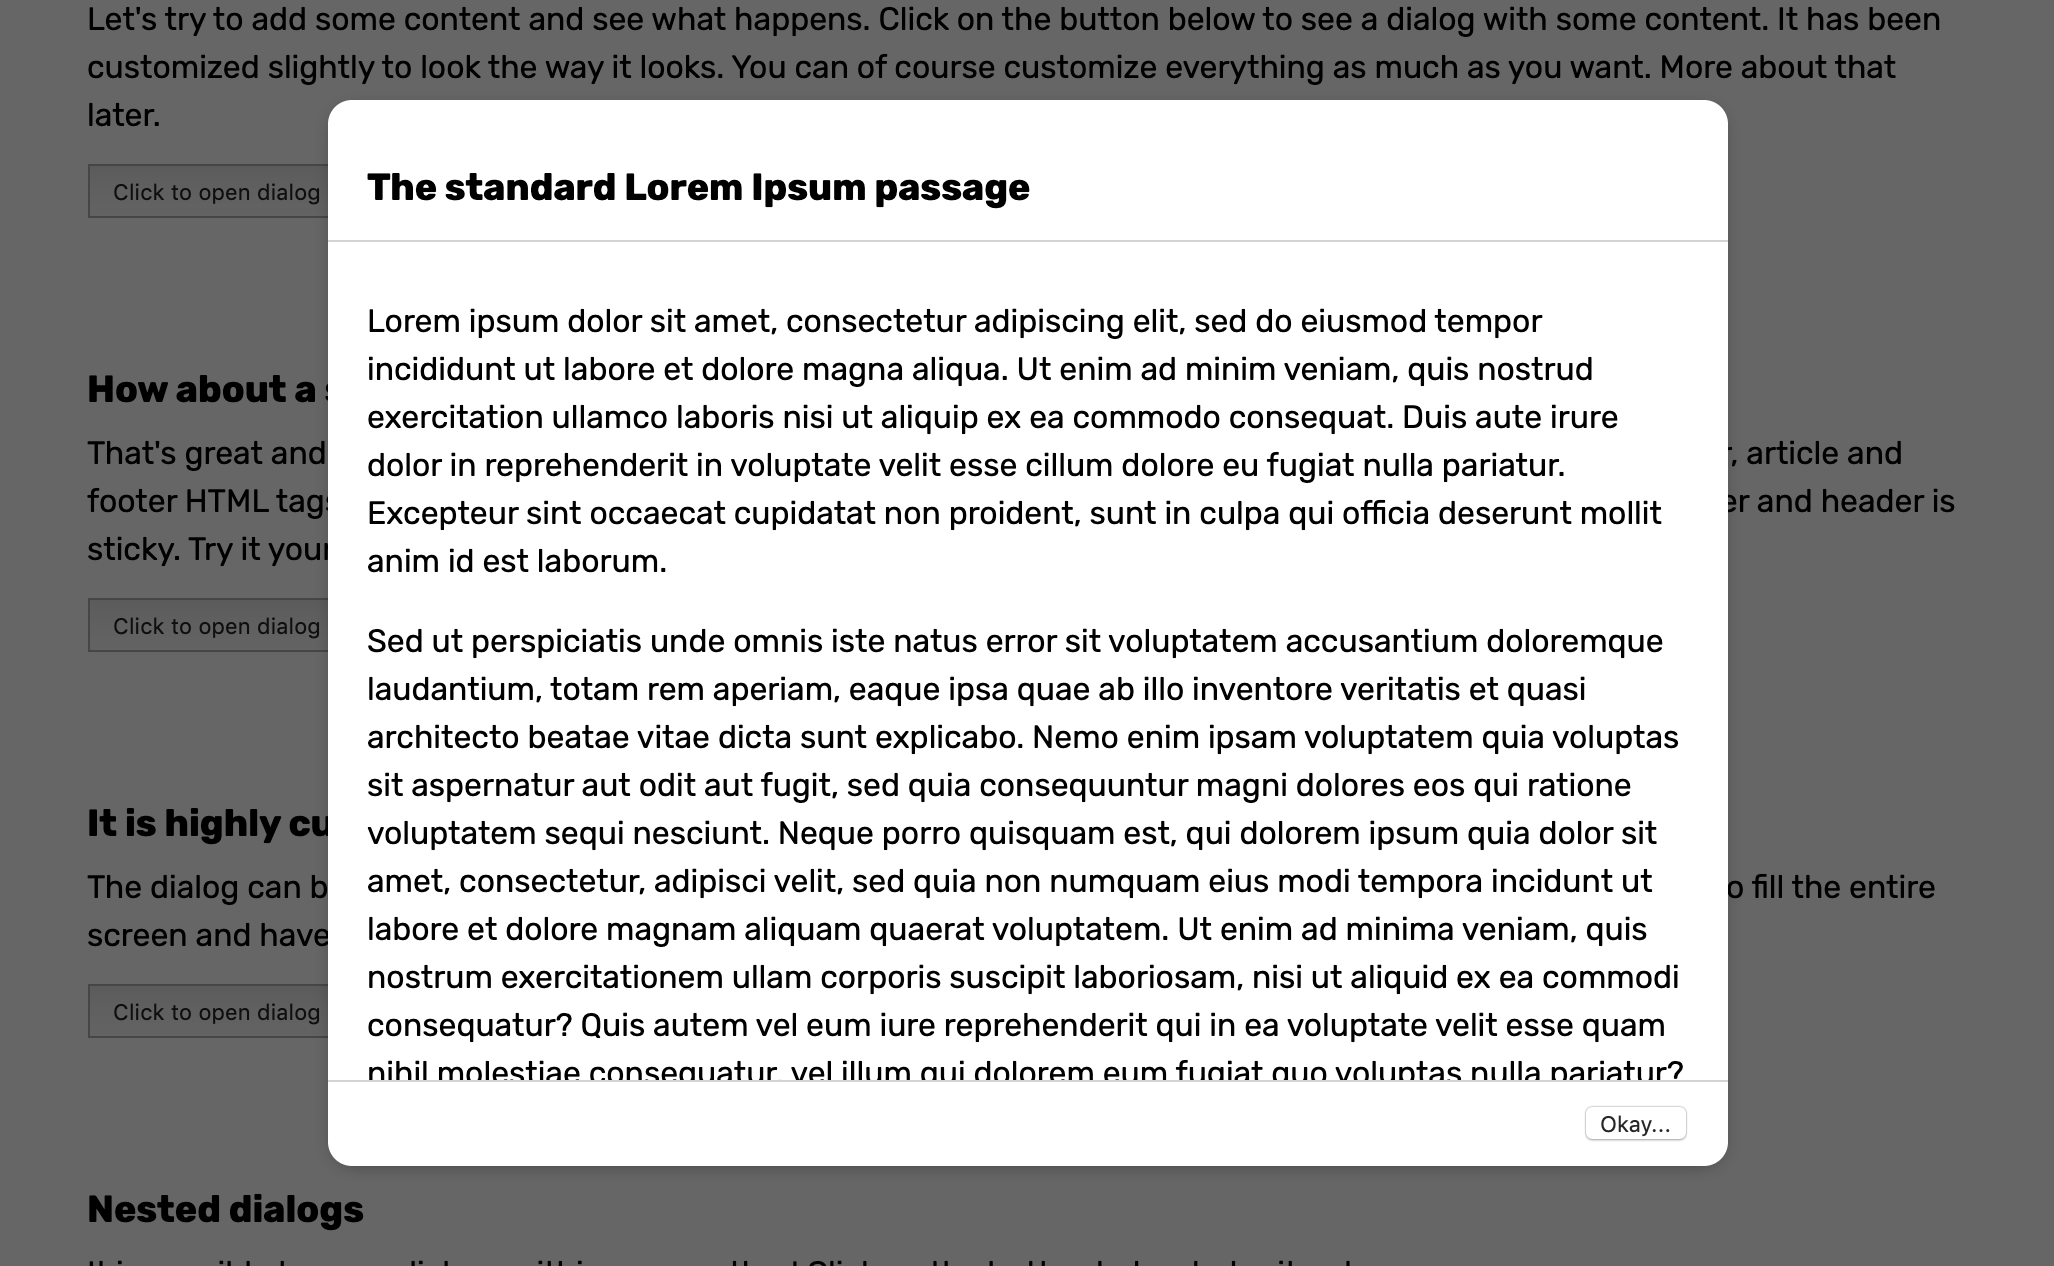 Let's try to add some content and see what happens. Click on the button below to see a dialog with some content. It has been
customized slightly to look the way it looks. You can of course customize everything as much as you want. More about that
later.
Click to open dialog
The standard Lorem Ipsum passage
Lorem ipsum dolor sit amet, consectetur adipiscing elit, sed do eiusmod tempor
incididunt ut labore et dolore magna aliqua. Ut enim ad minim veniam, quis nostrud
exercitation ullamco laboris nisi ut aliquip ex ea commodo consequat. Duis aute irure
dolor in reprehenderit in voluptate velit esse cillum dolore eu fugiat nulla pariatur.
Excepteur sint occaecat cupidatat non proident, sunt in culpa qui officia deserunt mollit
anim id est laborum.
Sed ut perspiciatis unde omnis iste natus error sit voluptatem accusantium doloremque
laudantium, totam rem aperiam, eaque ipsa quae ab illo inventore veritatis et quasi
architecto beatae vitae dicta sunt explicabo. Nemo enim ipsam voluptatem quia voluptas
sit aspernatur aut odit aut fugit, sed quia consequuntur magni dolores eos qui ratione
voluptatem sequi nesciunt. Neque porro quisquam est, qui dolorem ipsum quia dolor sit
amet, consectetur, adipisci velit, sed quia non numquam eius modi tempora incidunt ut
labore et dolore magnam aliquam quaerat voluptatem. Ut enim ad minima veniam, quis
nostrum exercitationem ullam corporis suscipit laboriosam, nisi ut aliquid ex ea commodi
consequatur? Quis autem vel eum iure reprehenderit qui in ea voluptate velit esse quam
nihil molestiae consequatur, vel illum qui dolorem eum fugiat quo voluptas nulla pariatur?
Okay...
How about a
That's great and
, article and
footer HTML
and header is
sticky. Try it
Click to open dialog
It is highly
The dialog can
fill the entire
screen and have
Click to open dialog
Nested dialogs